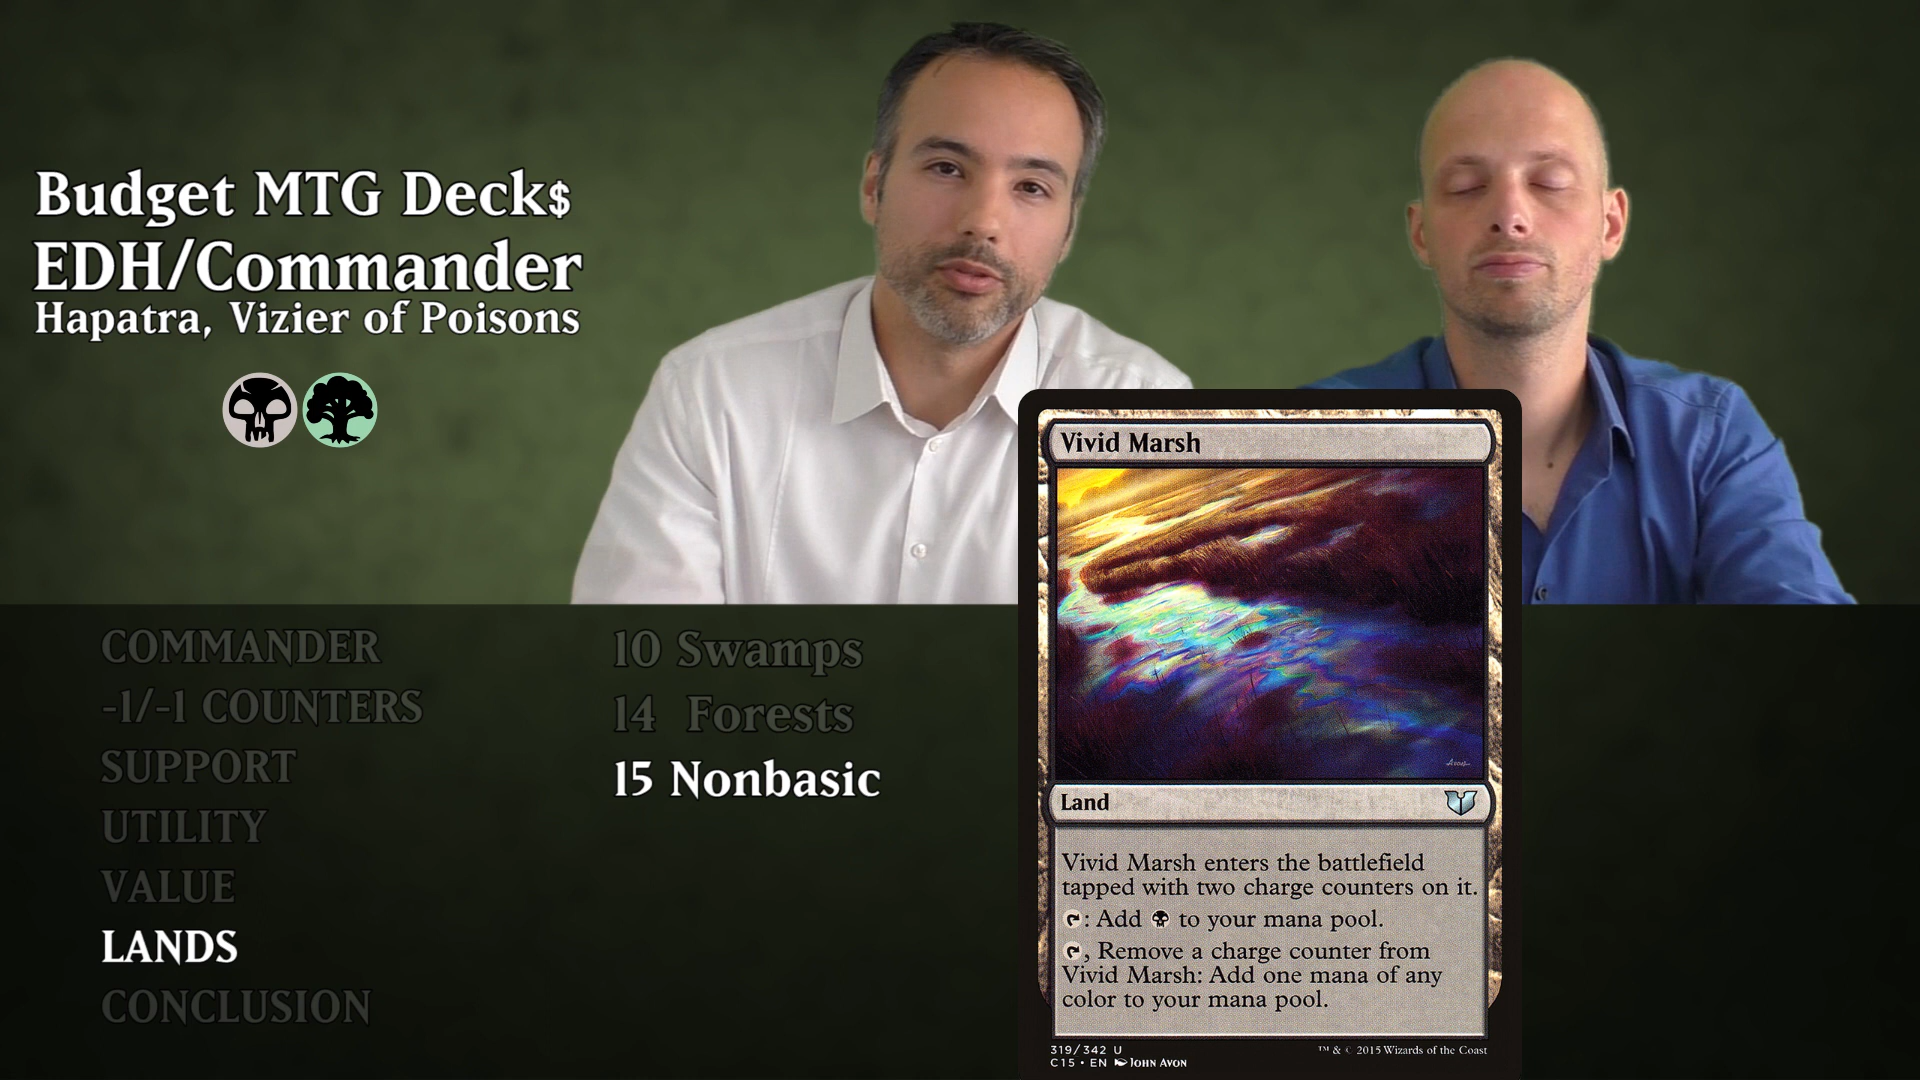 Budget MTG Deck$
EDH/Commander
Hapatra, Vizier of Poisons
COMMANDER
-1/-1 COUNTERS
SUPPORT
UTILITY
VALUE
LANDS
CONCLUSION
10 Swamps
14 Forests
15 Nonbasic
Vivid Marsh
Land
Vivid Marsh enters the battlefield
tapped with two charge counters on it.
: Add to your mana pool.
, Remove a charge counter from
Vivid Marsh: Add one mana of any
color to your mana pool.
319/342 U
C15 • EN John Avon
™ & © 2015 Wizards of the Coast